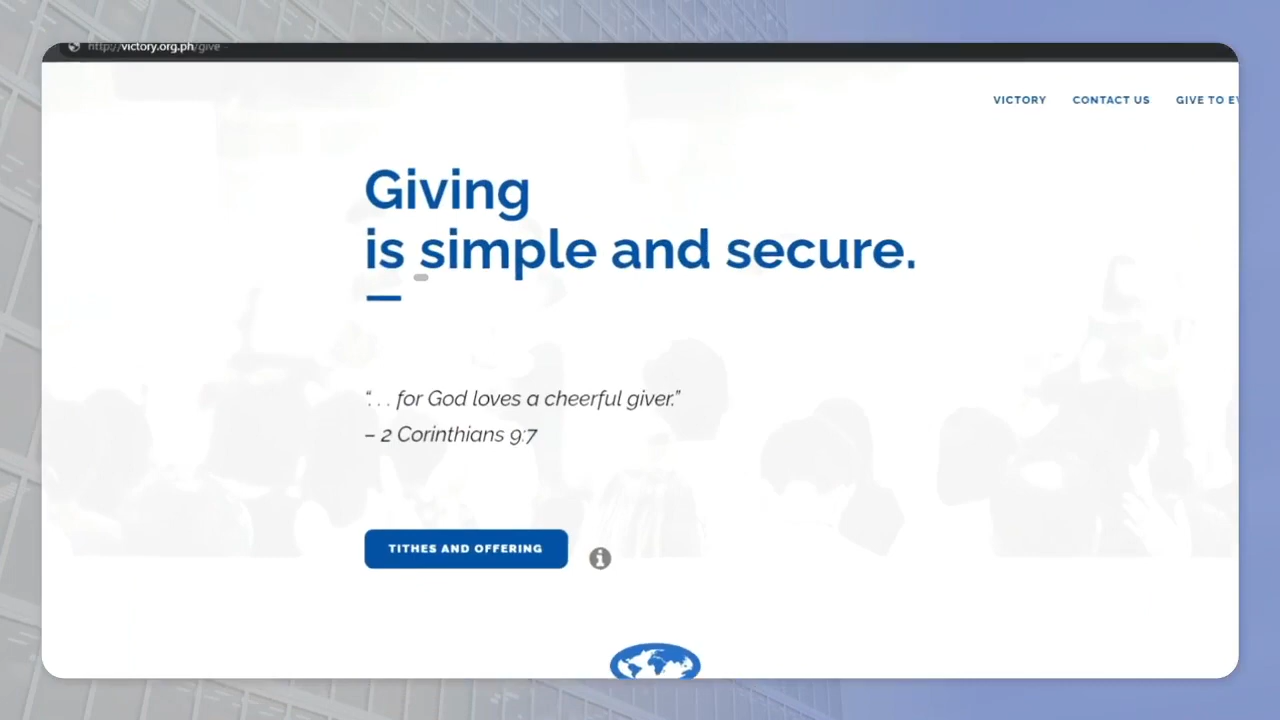 http://victory.org.ph/give
VICTORY CONTACT US GIVE TO
Giving
is simple and secure.
“. . . for God loves a cheerful giver.”
– 2 Corinthians 9:7
TITHES AND OFFERING